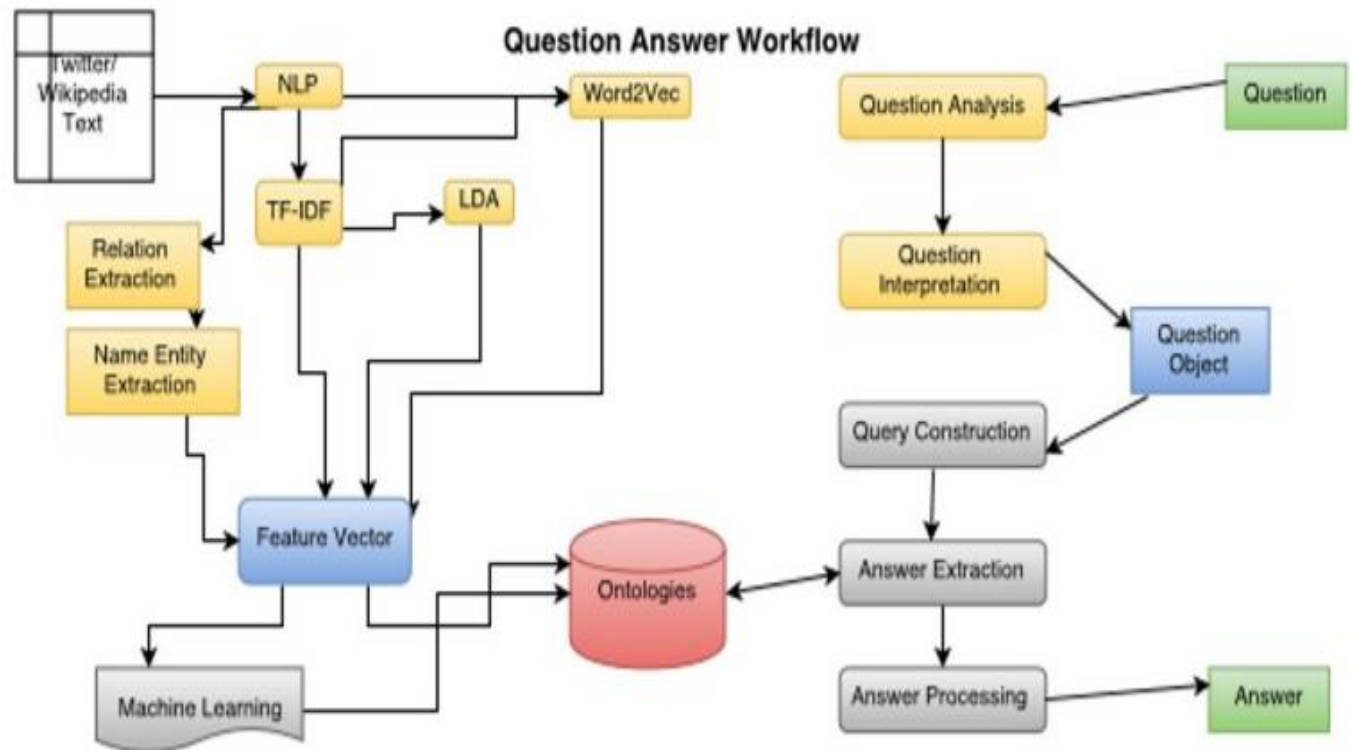 Question Answer Workflow
Twitter/
Wikipedia
Text
NLP
Word2Vec
TF-IDF
LDA
Relation
Extraction
Name Entity
Extraction
Feature Vector
Machine Learning
Ontologies
Question
Question Analysis
Question
Interpretation
Question
Object
Query Construction
Answer Extraction
Answer Processing
Answer